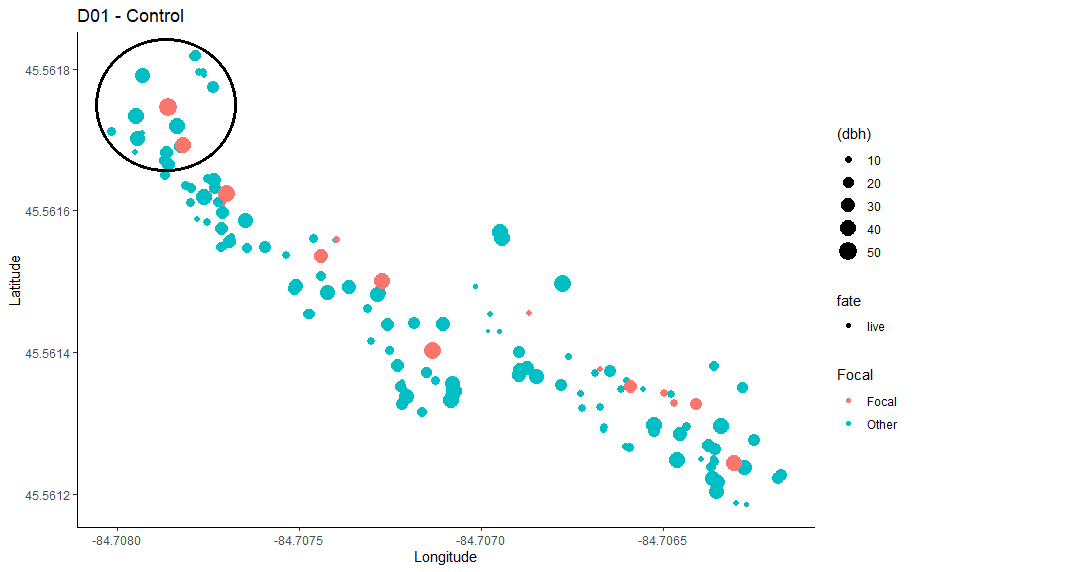 D01 - Control
45.5618
45.5616
45.5614
45.5612
Latitude
-84.7080
-84.7075
-84.7070
-84.7065
Longitude
(dbh)
10
20
30
40
50
fate
live
Focal
Focal
Other